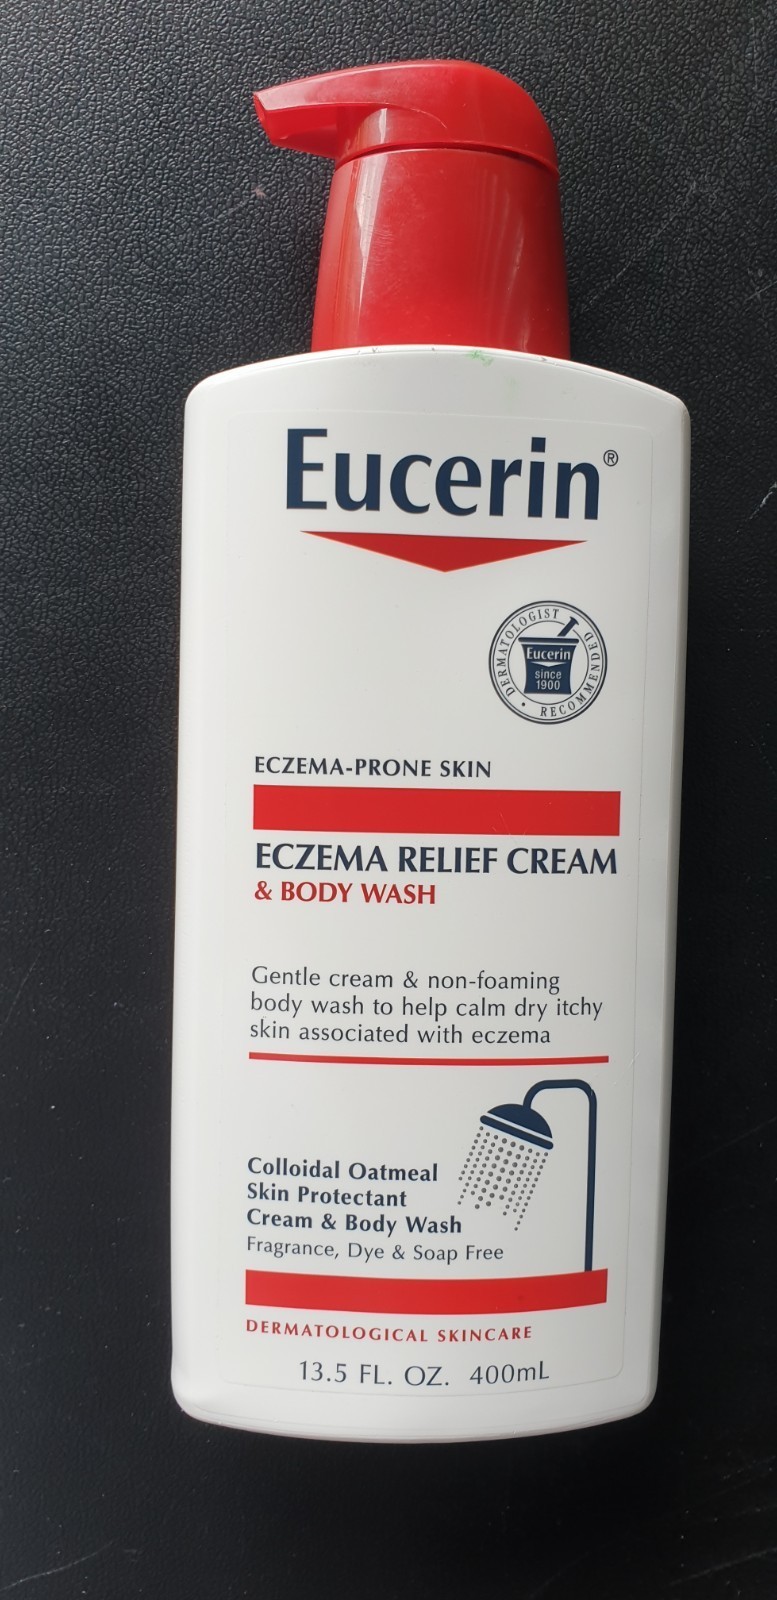 Eucerin®
DERMATOLOGIST RECOMMENDED
Eucerin
since
1900
ECZEMA-PRONE SKIN
ECZEMA RELIEF CREAM
& BODY WASH
Gentle cream & non-foaming
body wash to help calm dry itchy
skin associated with eczema
Colloidal Oatmeal
Skin Protectant
Cream & Body Wash
Fragrance, Dye & Soap Free
DERMATOLOGICAL SKINCARE
13.5 FL. OZ. 400mL